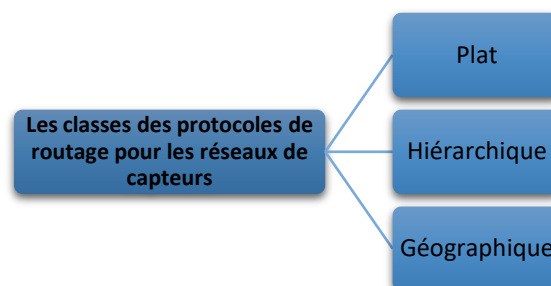 Plat
Les classes des protocoles de
routage pour les réseaux de
capteurs
Hiérarchique
Géographique